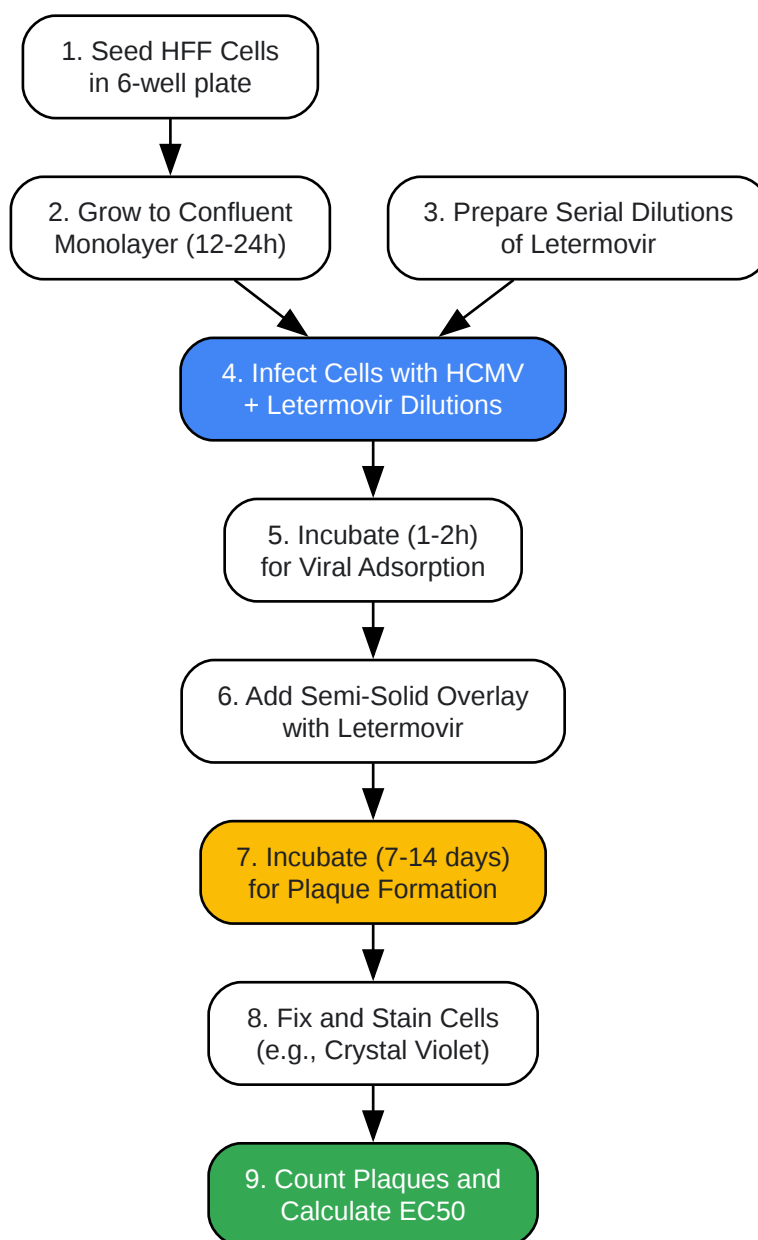 1. Seed HFF Cells
in 6-well plate
2. Grow to Confluent
Monolayer (12-24h)
3. Prepare Serial Dilutions
of Letermovir
4. Infect Cells with HCMV
+ Letermovir Dilutions
5. Incubate (1-2h)
for Viral Adsorption
6. Add Semi-Solid Overlay
with Letermovir
7. Incubate (7-14 days)
for Plaque Formation
8. Fix and Stain Cells
(e.g., Crystal Violet)
9. Count Plaques and
Calculate EC50